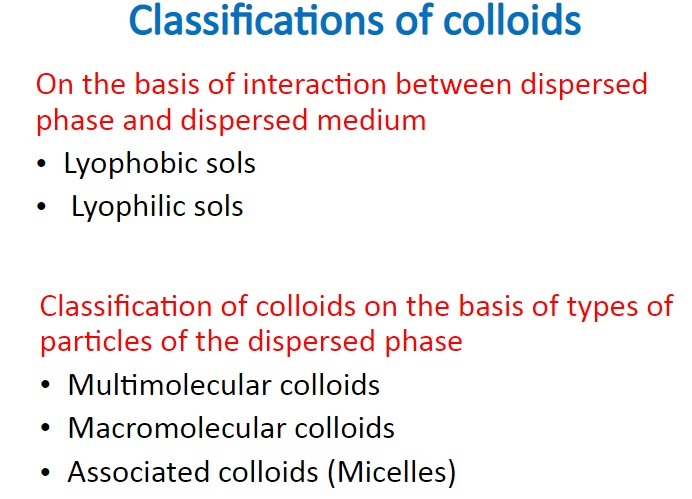 Classifications of colloids
On the basis of interaction between dispersed
phase and dispersed medium
• Lyophobic sols
• Lyophilic sols
Classification of colloids on the basis of types of
particles of the dispersed phase
• Multimolecular colloids
• Macromolecular colloids
• Associated colloids (Micelles)